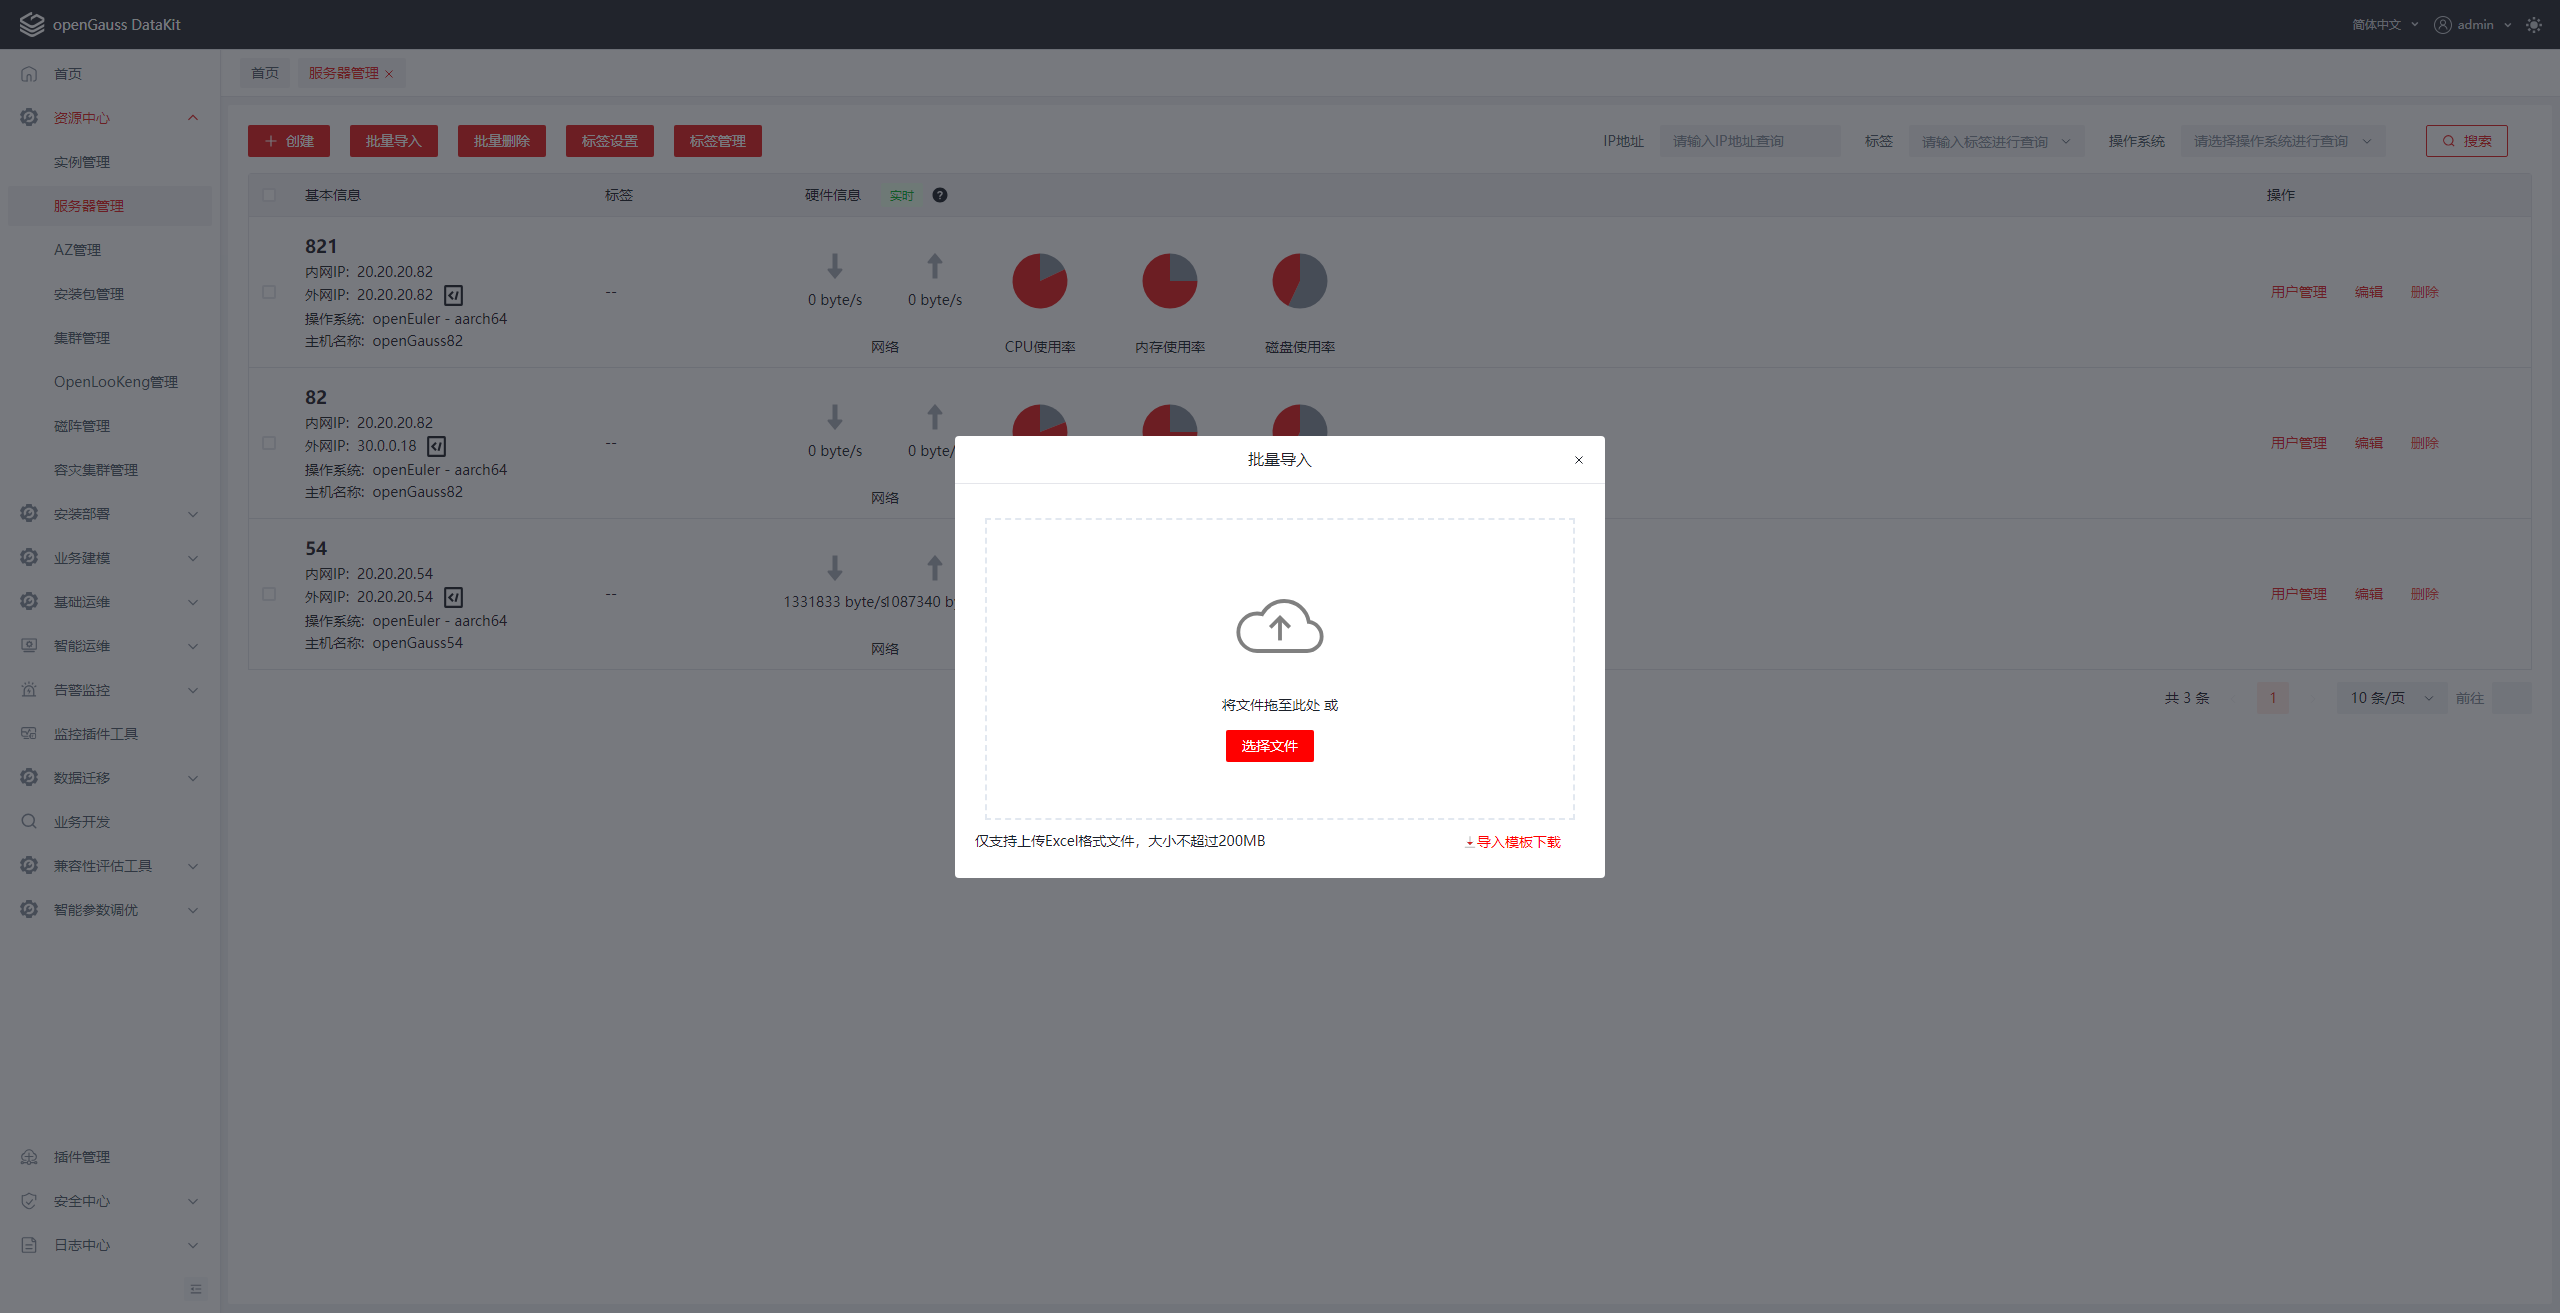 openGauss DataKit
简体中文
admin
首页
资源中心
实例管理
服务器管理
AZ管理
安装包管理
集群管理
OpenLooKeng管理
磁阵管理
容灾集群管理
安装部署
业务建模
基础运维
智能运维
告警监控
监控插件工具
数据迁移
业务开发
兼容性评估工具
智能参数调优
插件管理
安全中心
日志中心
首页
服务器管理
创建
批量导入
批量删除
标签设置
标签管理
IP地址
请输入IP地址查询
标签
请输入标签进行查询
操作系统
请选择操作系统进行查询
搜索
基本信息
标签
硬件信息
实时
操作
821
内网IP: 20.20.20.82
外网IP: 20.20.20.82
操作系统: openEuler - aarch64
主机名称: openGauss82
--
0 byte/s
0 byte/s
网络
CPU使用率
内存使用率
磁盘使用率
用户管理
编辑
删除
82
内网IP: 20.20.20.82
外网IP: 30.0.0.18
操作系统: openEuler - aarch64
主机名称: openGauss82
--
0 byte/s
0 byte/
网络
用户管理
编辑
删除
54
内网IP: 20.20.20.54
外网IP: 20.20.20.54
操作系统: openEuler - aarch64
主机名称: openGauss54
--
1331833 byte/s
1087340 b
网络
用户管理
编辑
删除
共 3 条
1
10 条/页
前往
批量导入
将文件拖至此处 或
选择文件
仅支持上传Excel格式文件，大小不超过200MB
导入模板下载